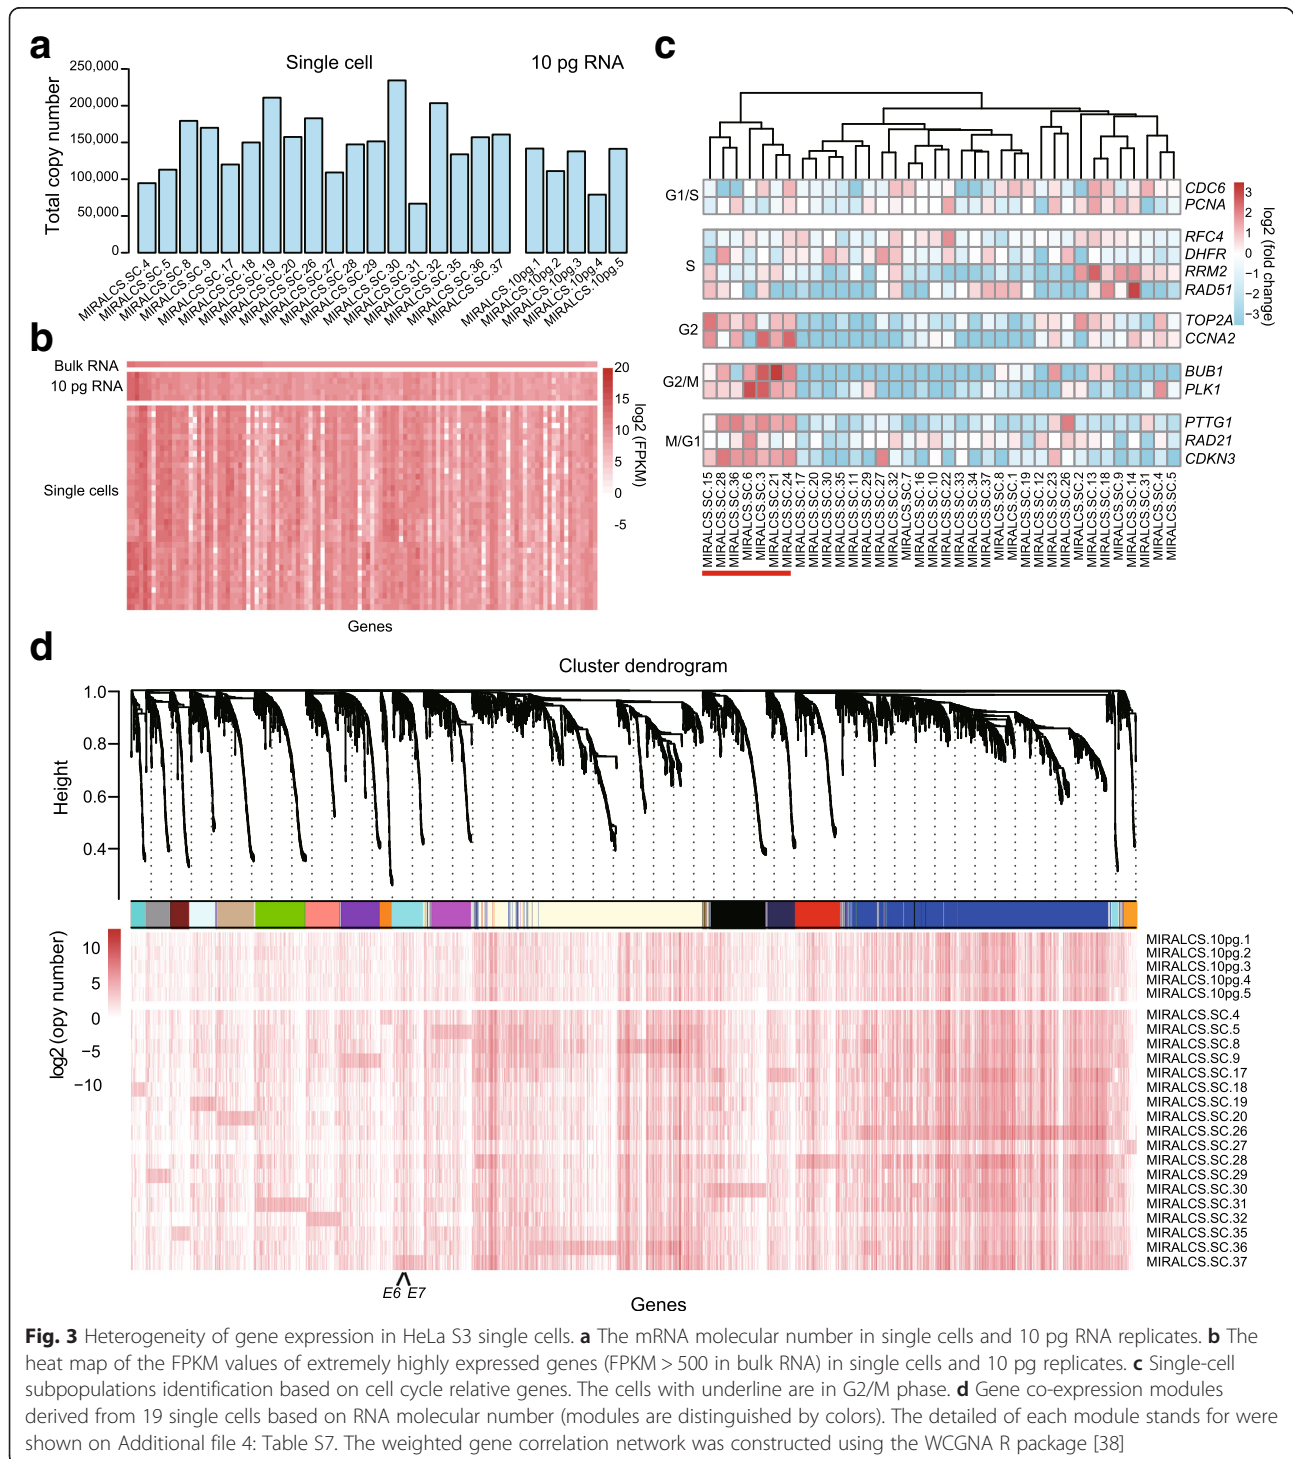 a
Single cell
10 pg RNA
Total copy number
250,000
200,000
150,000
100,000
50,000
0
MIRALCS.SC.4
MIRALCS.SC.5
MIRALCS.SC.8
MIRALCS.SC.9
MIRALCS.SC.17
MIRALCS.SC.18
MIRALCS.SC.19
MIRALCS.SC.20
MIRALCS.SC.26
MIRALCS.SC.27
MIRALCS.SC.28
MIRALCS.SC.29
MIRALCS.SC.30
MIRALCS.SC.31
MIRALCS.SC.32
MIRALCS.SC.35
MIRALCS.SC.36
MIRALCS.SC.37
MIRALCS.10pg.1
MIRALCS.10pg.2
MIRALCS.10pg.3
MIRALCS.10pg.4
MIRALCS.10pg.5
b
Bulk RNA
10 pg RNA
Single cells
Genes
20
15
10
5
0
-5
log2 (FPKM)
c
G1/S
S
G2
G2/M
M/G1
CDC6
PCNA
RFC4
DHFR
RRM2
RAD51
TOP2A
CCNA2
BUB1
PLK1
PTTG1
RAD21
CDKN3
3
2
1
0
−1
−2
−3
log2 (fold change)
MIRALCS.SC.15
MIRALCS.SC.28
MIRALCS.SC.36
MIRALCS.SC.6
MIRALCS.SC.3
MIRALCS.SC.21
MIRALCS.SC.24
MIRALCS.SC.17
MIRALCS.SC.20
MIRALCS.SC.30
MIRALCS.SC.35
MIRALCS.SC.11
MIRALCS.SC.29
MIRALCS.SC.27
MIRALCS.SC.32
MIRALCS.SC.7
MIRALCS.SC.16
MIRALCS.SC.10
MIRALCS.SC.22
MIRALCS.SC.33
MIRALCS.SC.34
MIRALCS.SC.37
MIRALCS.SC.8
MIRALCS.SC.1
MIRALCS.SC.19
MIRALCS.SC.12
MIRALCS.SC.23
MIRALCS.SC.26
MIRALCS.SC.2
MIRALCS.SC.13
MIRALCS.SC.18
MIRALCS.SC.9
MIRALCS.SC.14
MIRALCS.SC.31
MIRALCS.SC.4
MIRALCS.SC.5
d
Cluster dendrogram
Height
1.0
0.8
0.6
0.4
log2 (opy number)
10
5
0
−5
−10
MIRALCS.10pg.1
MIRALCS.10pg.2
MIRALCS.10pg.3
MIRALCS.10pg.4
MIRALCS.10pg.5
MIRALCS.SC.4
MIRALCS.SC.5
MIRALCS.SC.8
MIRALCS.SC.9
MIRALCS.SC.17
MIRALCS.SC.18
MIRALCS.SC.19
MIRALCS.SC.20
MIRALCS.SC.26
MIRALCS.SC.27
MIRALCS.SC.28
MIRALCS.SC.29
MIRALCS.SC.30
MIRALCS.SC.31
MIRALCS.SC.32
MIRALCS.SC.35
MIRALCS.SC.36
MIRALCS.SC.37
E6 E7
Genes
Fig. 3 Heterogeneity of gene expression in HeLa S3 single cells. a The mRNA molecular number in single cells and 10 pg RNA replicates. b The
heat map of the FPKM values of extremely highly expressed genes (FPKM > 500 in bulk RNA) in single cells and 10 pg replicates. c Single-cell
subpopulations identification based on cell cycle relative genes. The cells with underline are in G2/M phase. d Gene co-expression modules
derived from 19 single cells based on RNA molecular number (modules are distinguished by colors). The detailed of each module stands for were
shown on Additional file 4: Table S7. The weighted gene correlation network was constructed using the WCGNA R package [38]